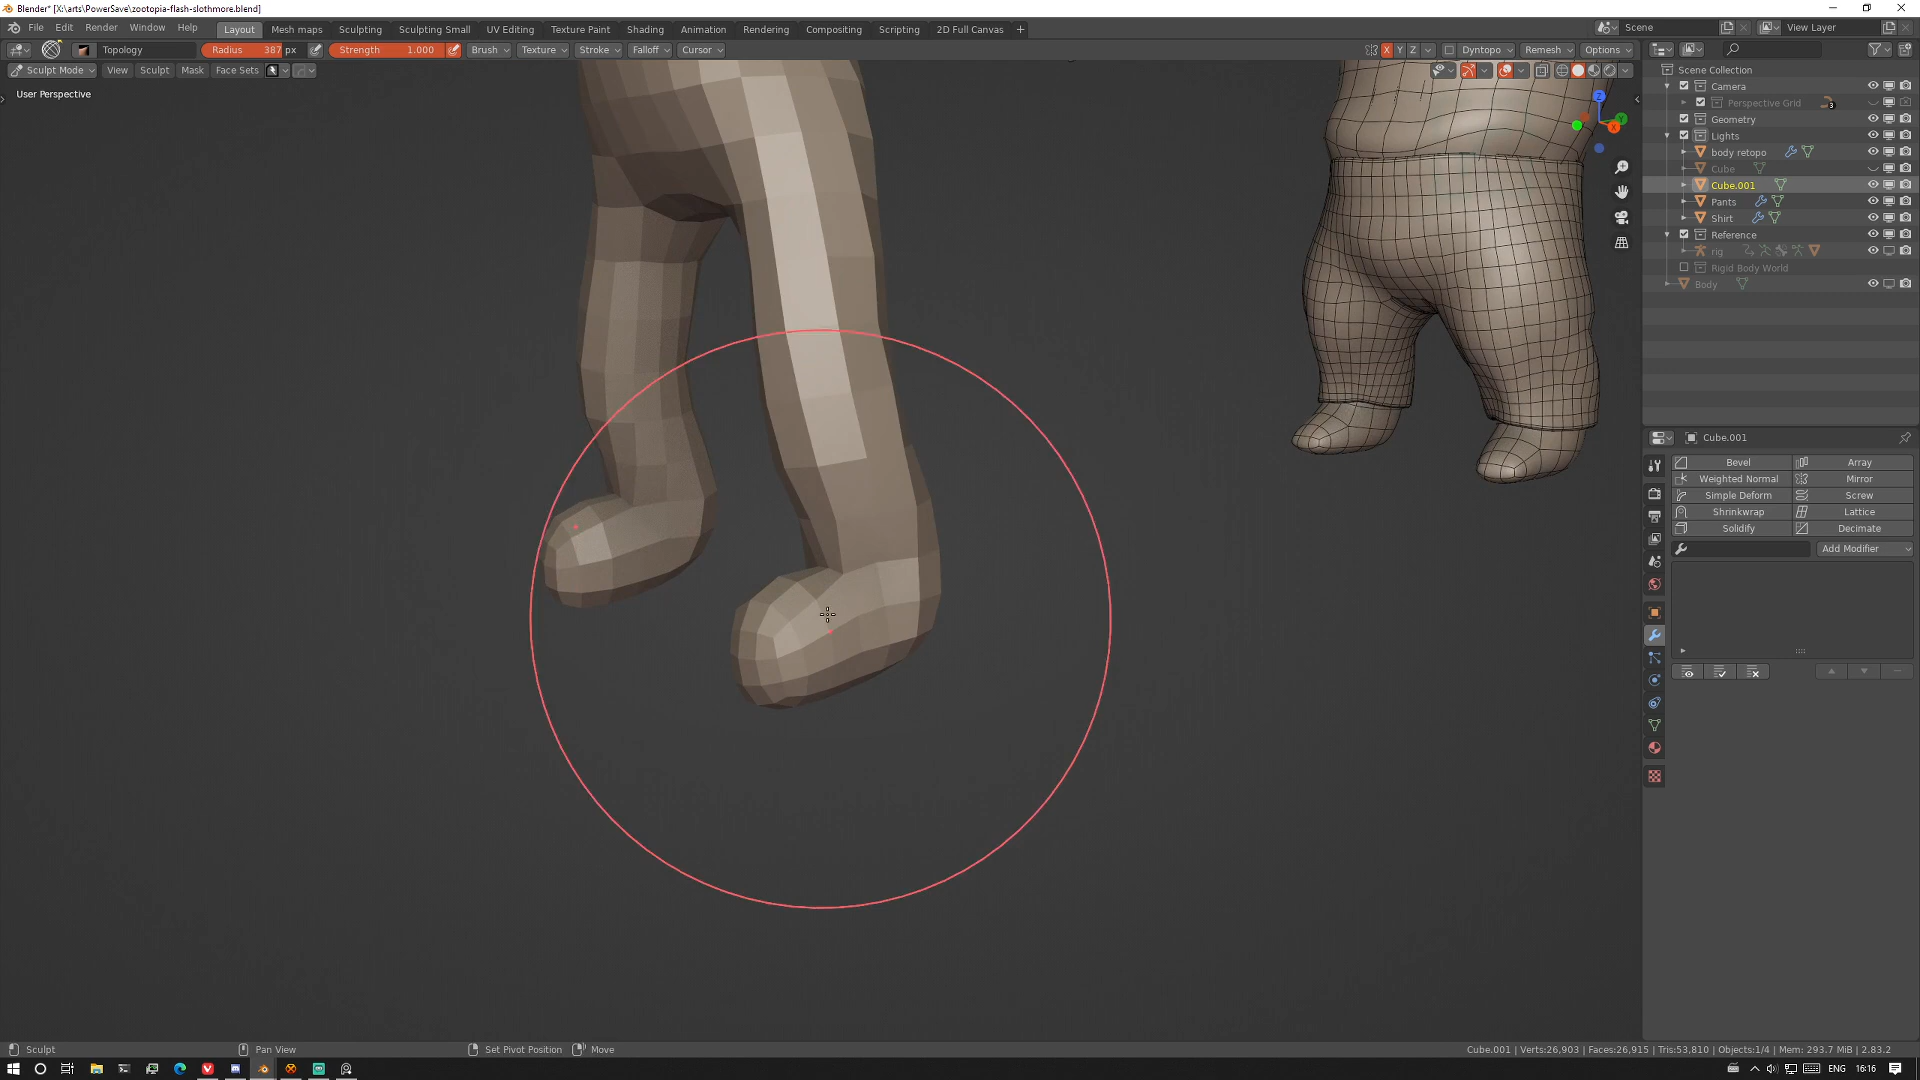 Blender* [X:\arts\PowerSave\zootopia-flash-slothmore.blend]
File Edit Render Window Help Layout Mesh maps Sculpting Sculpting Small UV Editing Texture Paint Shading Animation Rendering Compositing Scripting 2D Full Canvas + Scene View Layer
Topology Radius 387 px Strength 1.000 Brush Texture Stroke Falloff Cursor X Y Z Dyntopo Remesh Options
Sculpt Mode View Sculpt Mask Face Sets
User Perspective
Z
Y
X
Scene Collection
Camera
Perspective Grid 3
Geometry
Lights
body retopo
Cube
Cube.001
Pants
Shirt
Reference
rig
Rigid Body World
Body
Cube.001
Bevel Array
Weighted Normal Mirror
Simple Deform Screw
Shrinkwrap Lattice
Solidify Decimate
Add Modifier
Sculpt Pan View Set Pivot Position Move Cube.001 | Verts:26,903 | Faces:26,915 | Tris:53,810 | Objects:1/4 | Mem: 293.7 MiB | 2.83.2
ENG 16:16